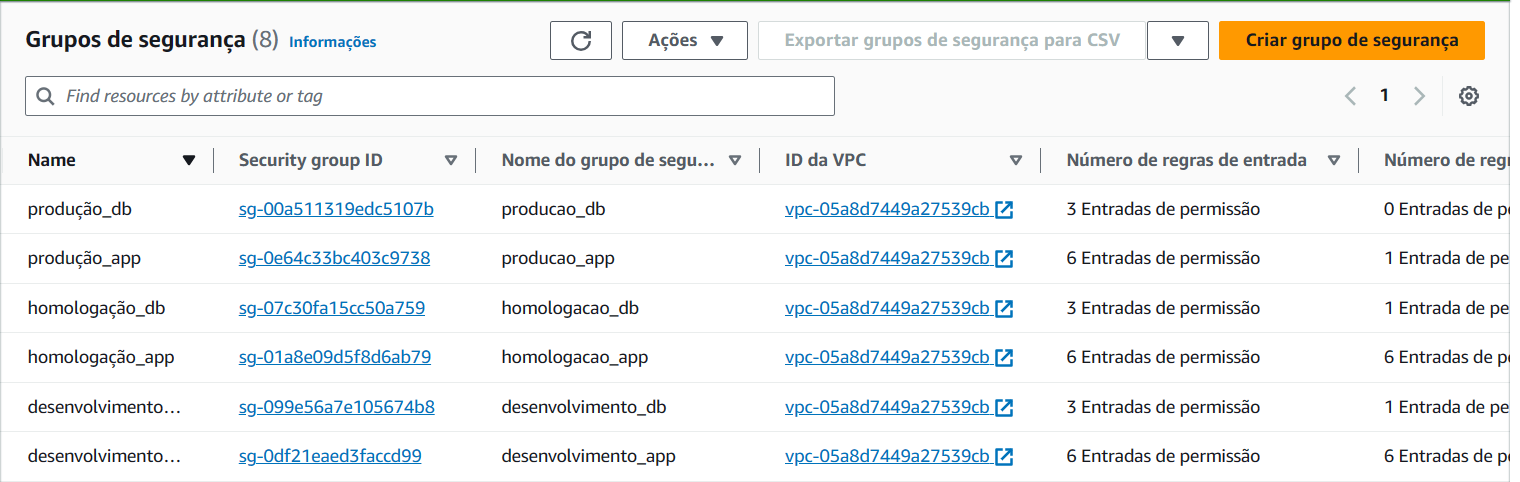 Grupos de segurança (8) Informações Ações Exportar grupos de segurança para CSV Criar grupo de segurança
Find resources by attribute or tag 1
Name Security group ID Nome do grupo de segu... ID da VPC Número de regras de entrada Número de regr
produção_db sg-00a511319edc5107b producao_db vpc-05a8d7449a27539cb 3 Entradas de permissão 0 Entradas de pe
produção_app sg-0e64c33bc403c9738 producao_app vpc-05a8d7449a27539cb 6 Entradas de permissão 1 Entrada de pe
homologação_db sg-07c30fa15cc50a759 homologacao_db vpc-05a8d7449a27539cb 3 Entradas de permissão 1 Entrada de pe
homologação_app sg-01a8e09d5f8d6ab79 homologacao_app vpc-05a8d7449a27539cb 6 Entradas de permissão 6 Entradas de p
desenvolvimento... sg-099e56a7e105674b8 desenvolvimento_db vpc-05a8d7449a27539cb 3 Entradas de permissão 1 Entrada de pe
desenvolvimento... sg-0df21eaed3faccd99 desenvolvimento_app vpc-05a8d7449a27539cb 6 Entradas de permissão 6 Entradas de p